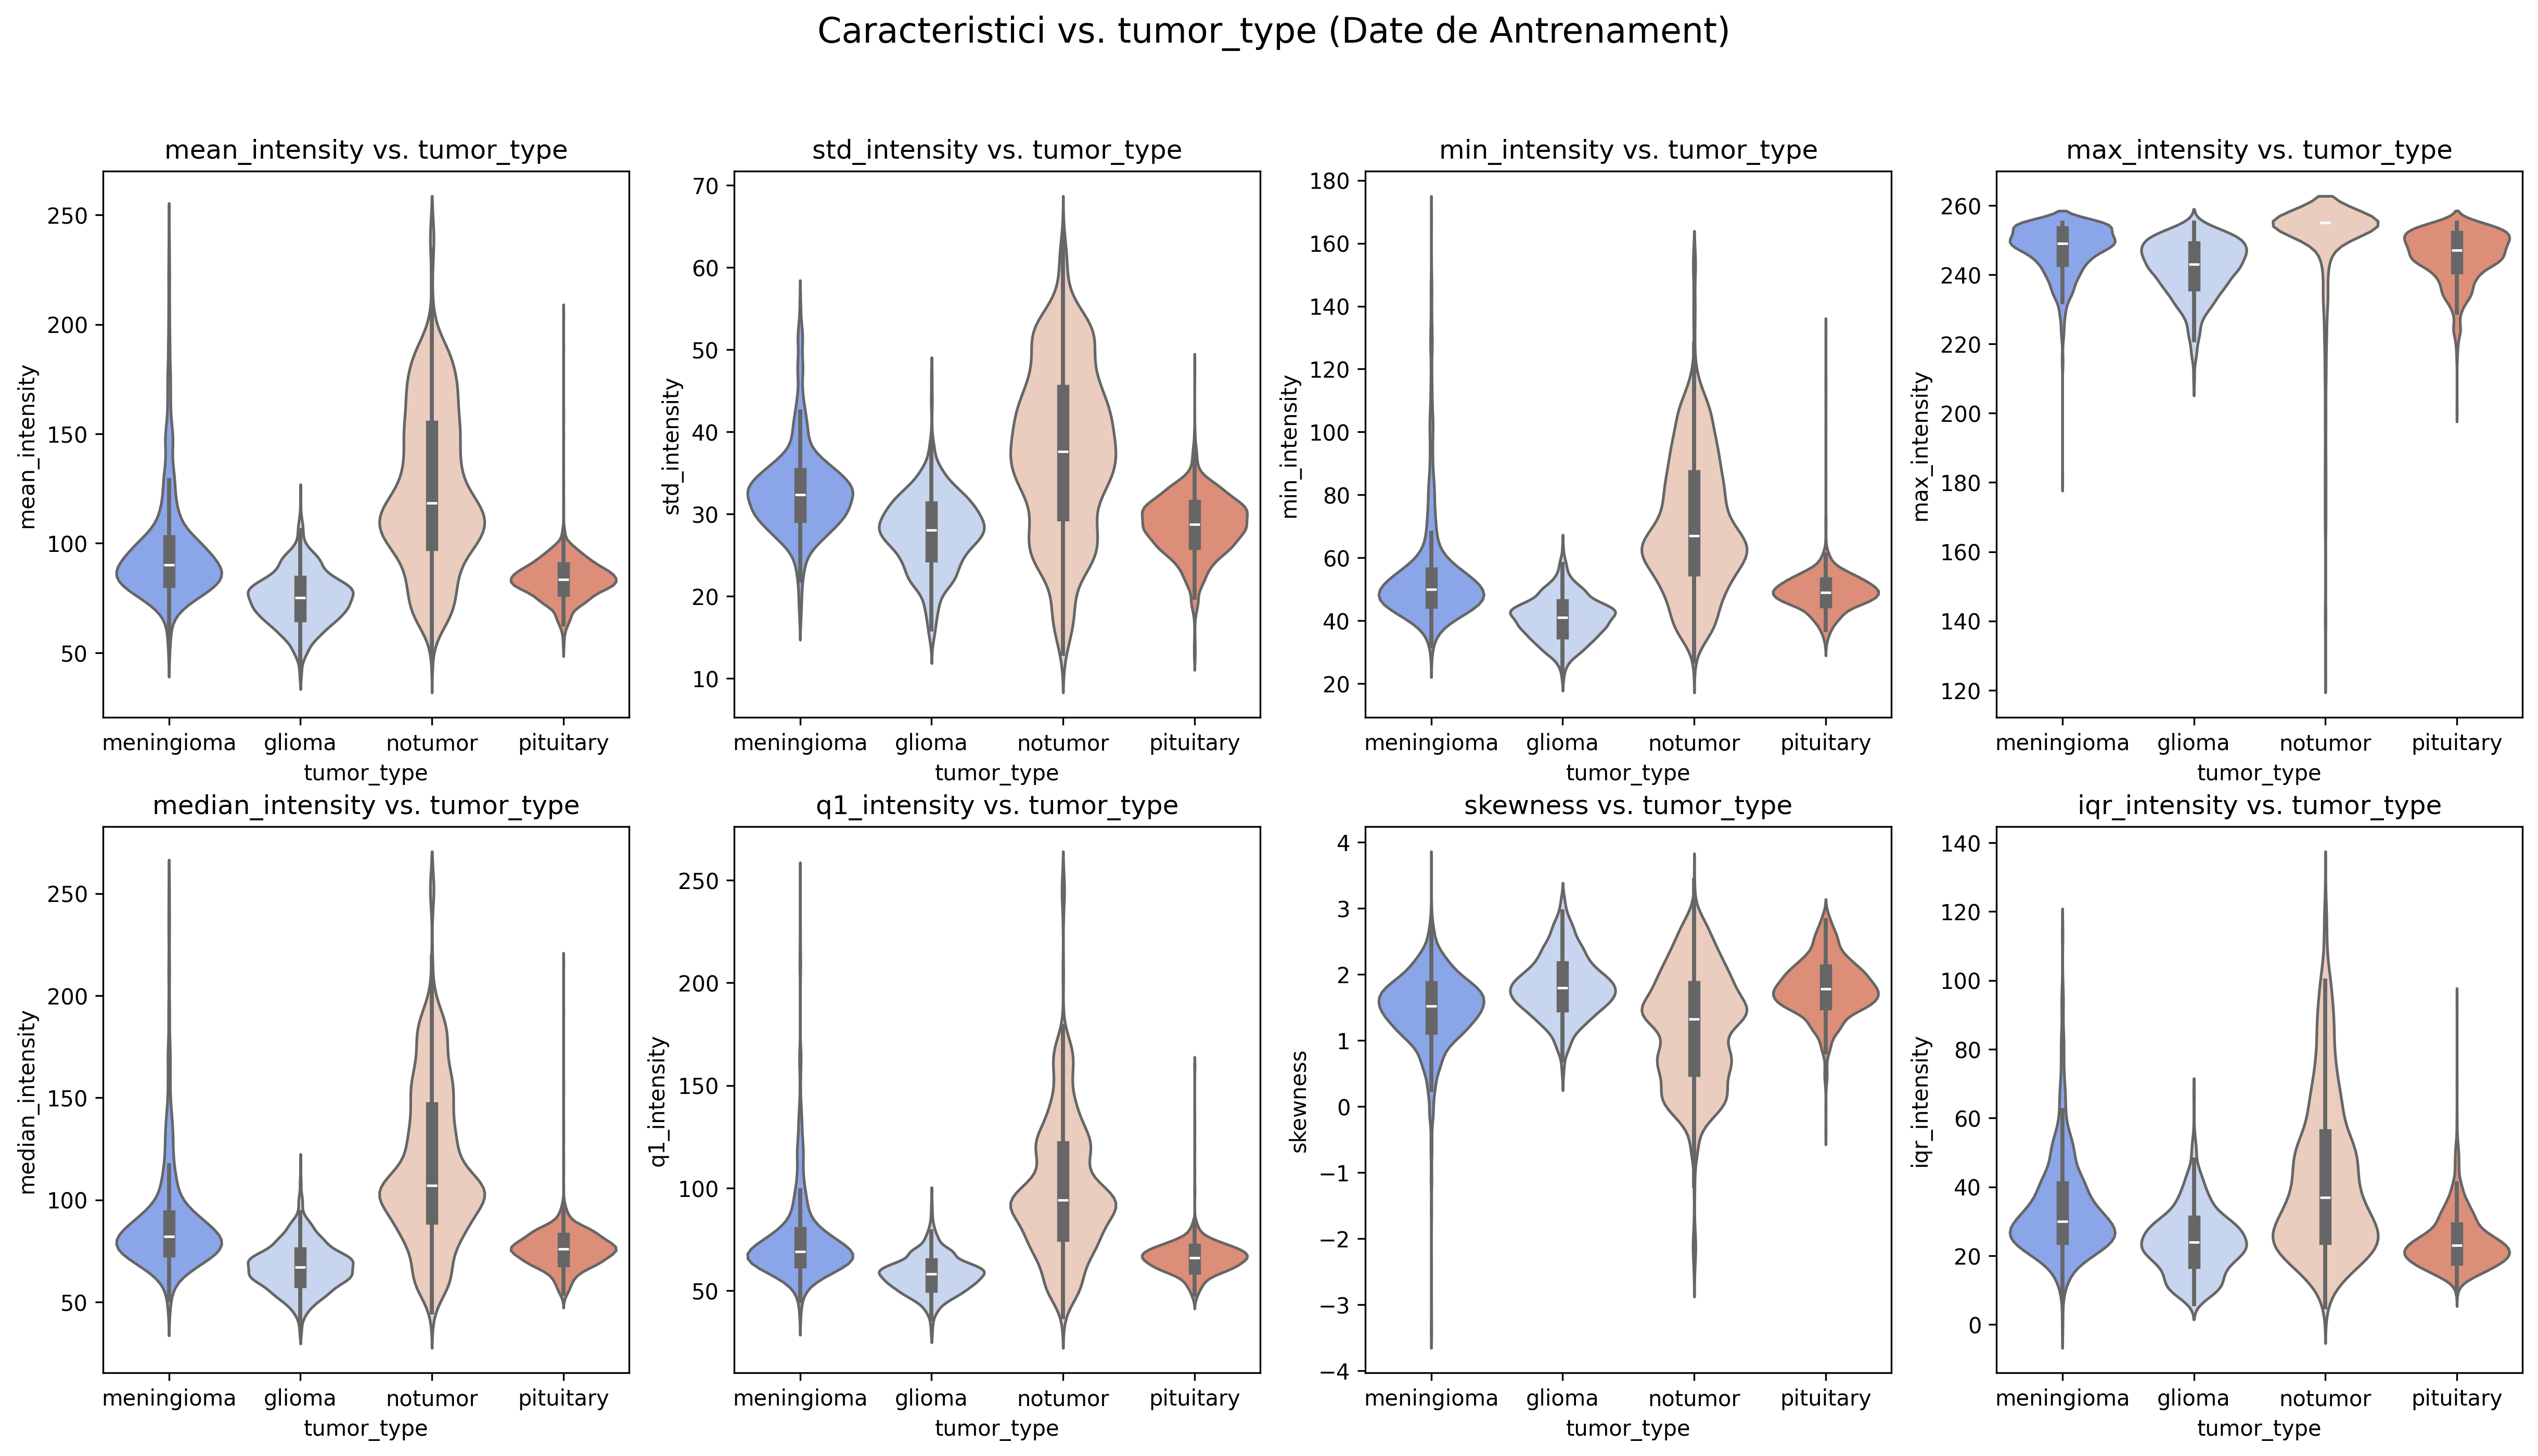 Caracteristici vs. tumor_type (Date de Antrenament)
mean_intensity vs. tumor_type
mean_intensity
250
200
150
100
50
meningioma glioma notumor pituitary
tumor_type
std_intensity vs. tumor_type
std_intensity
70
60
50
40
30
20
10
meningioma glioma notumor pituitary
tumor_type
min_intensity vs. tumor_type
min_intensity
180
160
140
120
100
80
60
40
20
meningioma glioma notumor pituitary
tumor_type
max_intensity vs. tumor_type
max_intensity
260
240
220
200
180
160
140
120
meningioma glioma notumor pituitary
tumor_type
median_intensity vs. tumor_type
median_intensity
250
200
150
100
50
meningioma glioma notumor pituitary
tumor_type
q1_intensity vs. tumor_type
q1_intensity
250
200
150
100
50
meningioma glioma notumor pituitary
tumor_type
skewness vs. tumor_type
skewness
4
3
2
1
0
−1
−2
−3
−4
meningioma glioma notumor pituitary
tumor_type
iqr_intensity vs. tumor_type
iqr_intensity
140
120
100
80
60
40
20
0
meningioma glioma notumor pituitary
tumor_type